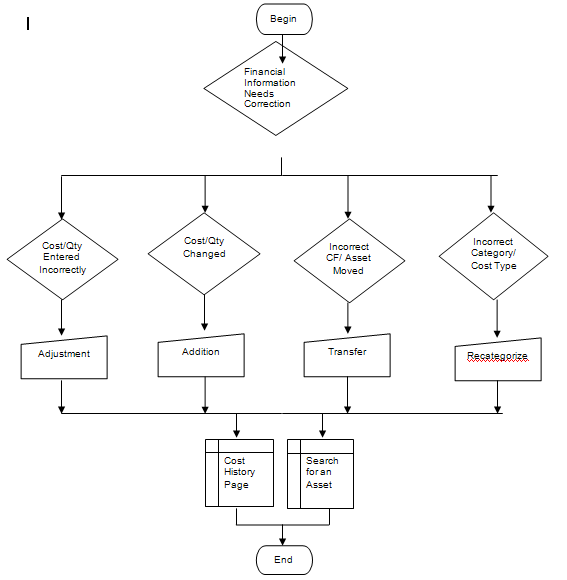 Begin
Financial
Information
Needs
Correction
Cost/Qty
Entered
Incorrectly
Cost/Qty
Changed
Incorrect
CF/ Asset
Moved
Incorrect
Category/
Cost Type
Adjustment
Addition
Transfer
Recategorize
Cost
History
Page
Search
for an
Asset
End